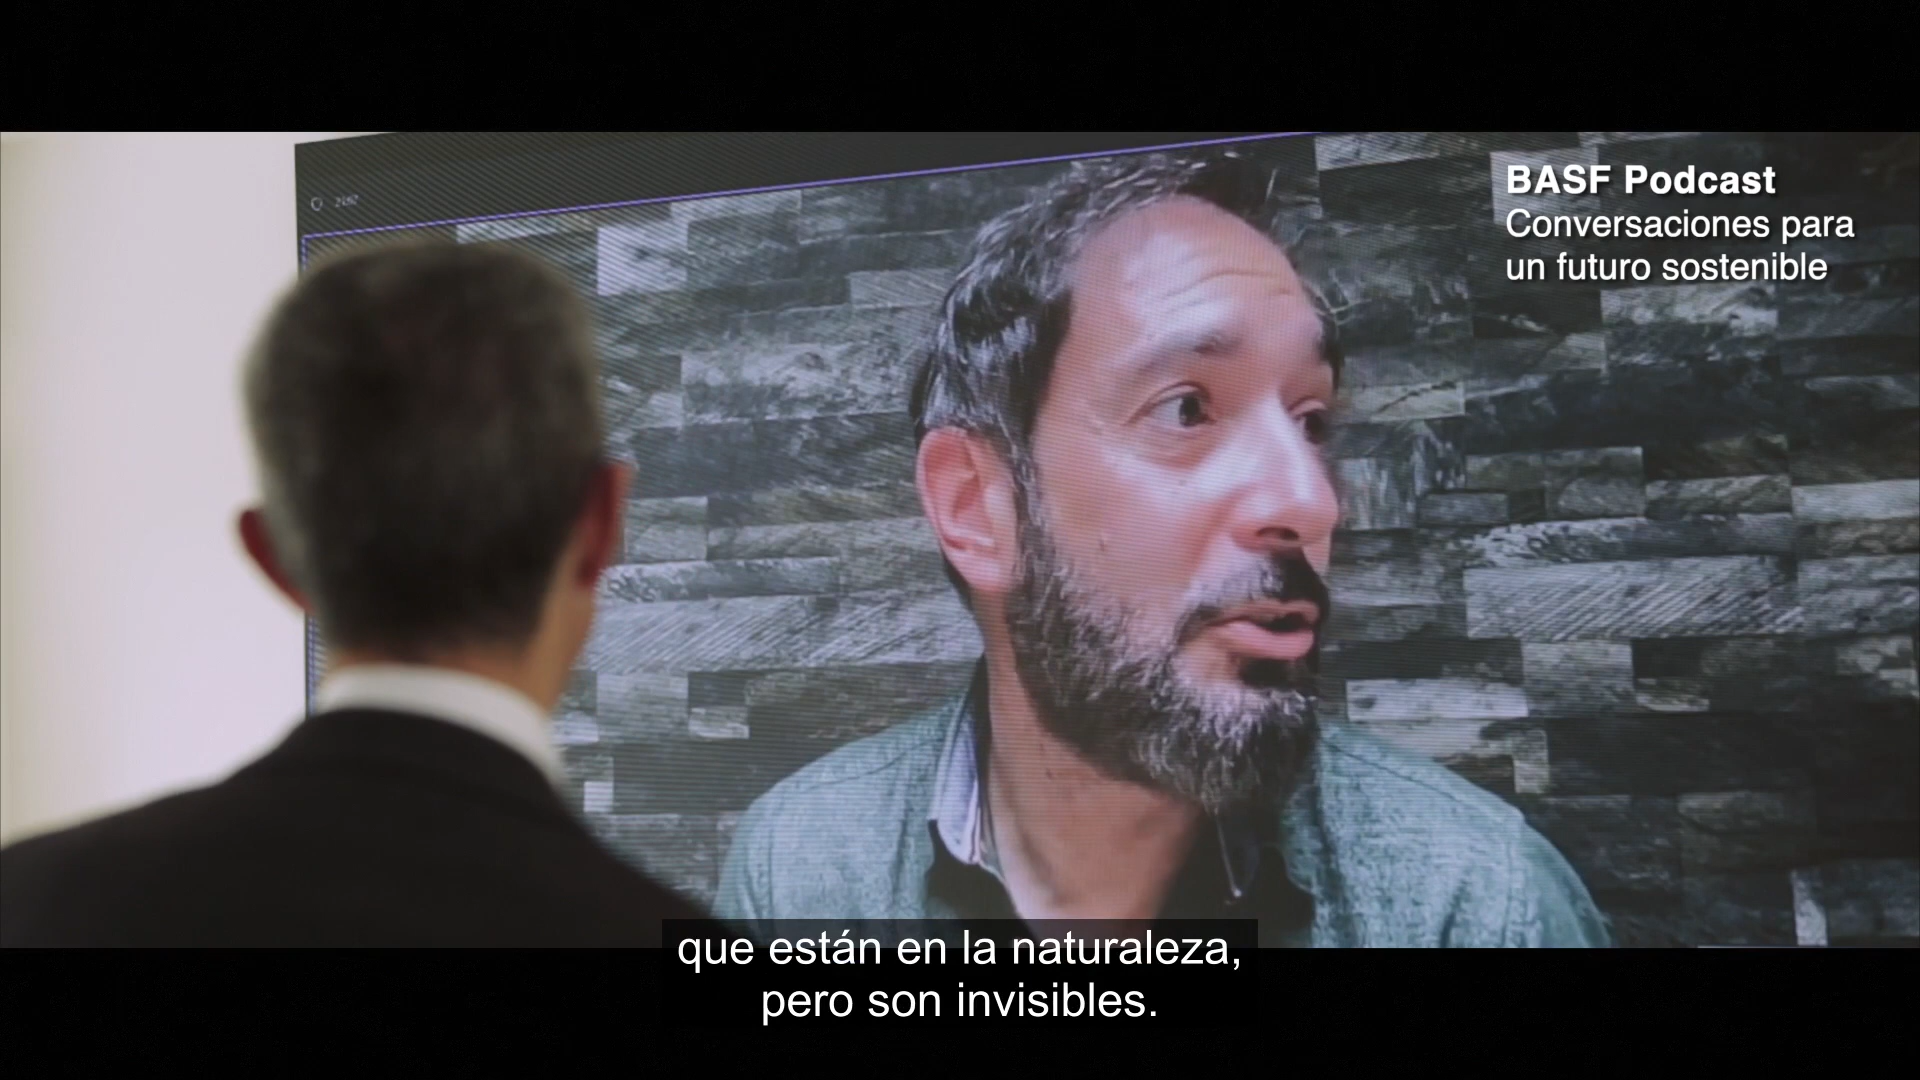 BASF Podcast
Conversaciones para
un futuro sostenible
que están en la naturaleza,
pero son invisibles.